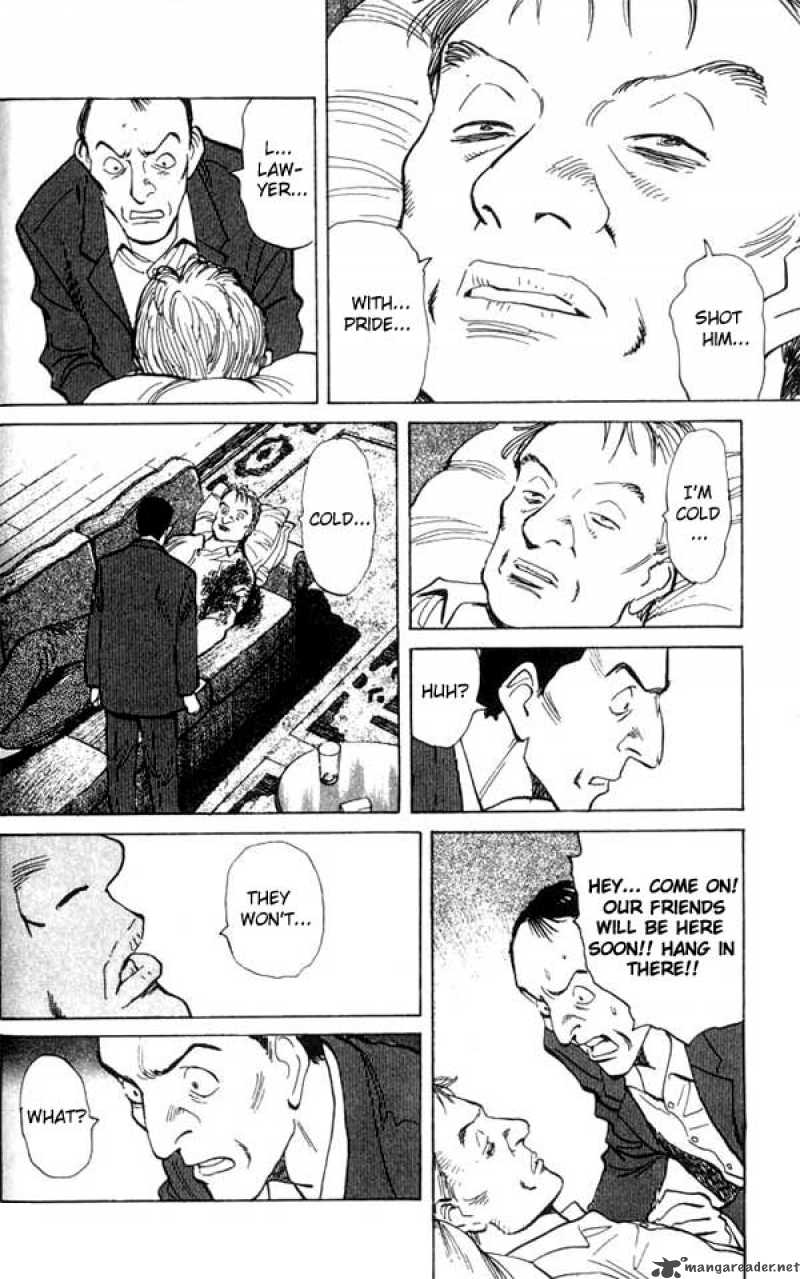 SHOT
HIM...
WITH...
PRIDE...
L...
LAW-
YER...
I'M
COLD
...
HUH?
COLD...
HEY... COME ON!
OUR FRIENDS
WILL BE HERE
SOON!! HANG IN
THERE!!
THEY
WON'T...
WHAT?
mangareader.net